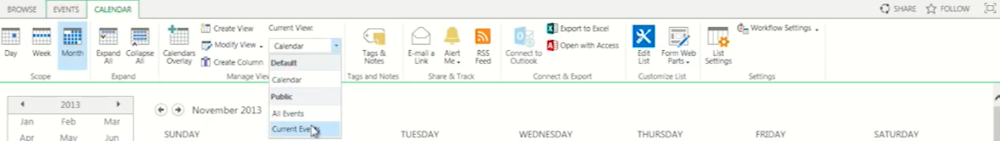 BROWSE EVENTS CALENDAR SHARE FOLLOW
Day Week Month
Scope
Expand All Collapse All
Expand
Calendars Overlay
Create View
Modify View
Create Column
Current View:
Calendar
Manage View
Default
Calendar
Public
All Events
Current Events
Tags & Notes
Tags and Notes
E-mail a Link Alert Me RSS Feed
Share & Track
Connect to Outlook
Export to Excel
Open with Access
Connect & Export
Edit List Form Web Parts
Customize List
List Settings
Workflow Settings
Settings
2013
Jan Feb Mar
Apr May Jun
November 2013
SUNDAY TUESDAY WEDNESDAY THURSDAY FRIDAY SATURDAY